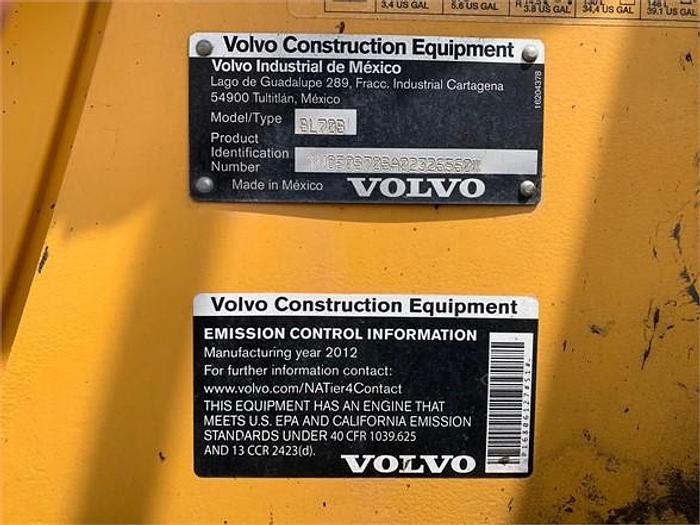 3,4 US GAL 5,6 US GAL 3.8 US GAL 34,4 US GAL 39.1 US GAL
Volvo Construction Equipment
Volvo Industrial de México
Lago de Guadalupe 289, Fracc. Industrial Cartagena
54900 Tultitlán, México
Model/Type BL70B
Product
Identification
Number
Made in México VOLVO
16204378
Volvo Construction Equipment
EMISSION CONTROL INFORMATION
Manufacturing year 2012
For further information contact:
www.volvo.com/NATier4Contact
THIS EQUIPMENT HAS AN ENGINE THAT
MEETS U.S. EPA AND CALIFORNIA EMISSION
STANDARDS UNDER 40 CFR 1039.625
AND 13 CCR 2423(d).
VOLVO